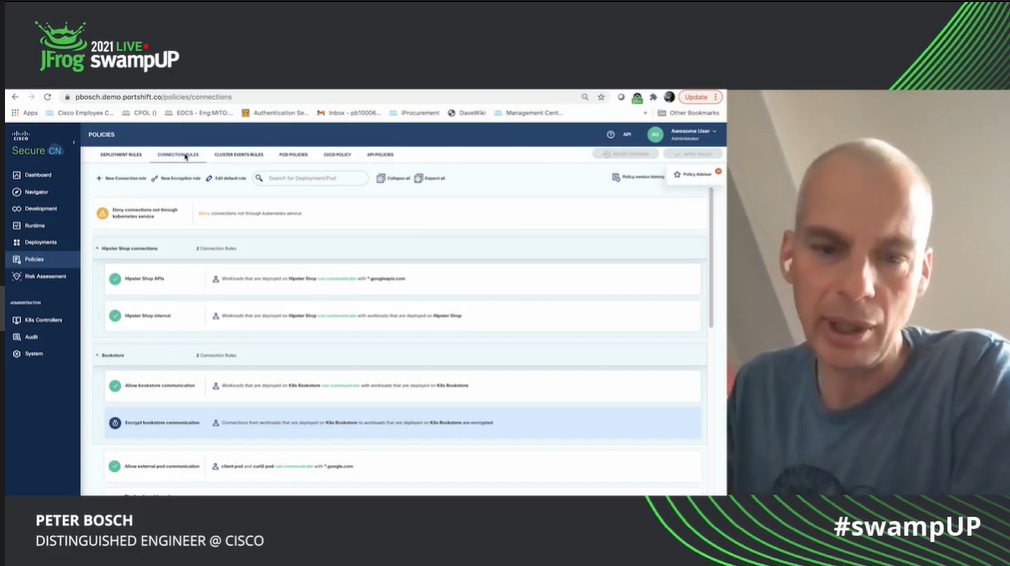 2021 LIVE
JFrog swampUP
pbosch.demo.portshift.co/policies/connections
Update
Apps
Cisco Employee C...
CPOL ()
EDCS - Eng:MITG:...
Authentication Se...
Inbox - pb10006...
iProcurement
DaveWiki
Management Cent...
»
Other Bookmarks
CISCO
Secure CN
POLICIES
API
AU
Awesome User
Administrator
DEPLOYMENT RULES
CONNECTION RULES
CLUSTER EVENTS RULES
POD POLICIES
CI/CD POLICY
API POLICIES
Dashboard
Navigator
Development
Runtime
Deployments
Policies
Risk Assessment
ADMINISTRATION
K8s Controllers
Audit
System
+ New Connection rule
New Encryption rule
Edit default rule
Search for Deployment/Pod
Collapse all
Expand all
Policy version history
Policy Advisor
Deny connections not through
kubernetes service
Deny connections not through kubernetes service
Hipster Shop connections
2 Connection Rules
Hipster Shop APIs
Workloads that are deployed on Hipster Shop can communicate with *.googleapis.com
Hipster Shop internal
Workloads that are deployed on Hipster Shop can communicate with workloads that are deployed on Hipster Shop
Bookstore
3 Connection Rules
Allow bookstore communication
Workloads that are deployed on K8s Bookstore can communicate with workloads that are deployed on K8s Bookstore
Encrypt bookstore communication
Connections from workloads that are deployed on K8s Bookstore to workloads that are deployed on K8s Bookstore are encrypted
Allow external pod communication
client pod and curl2 pod can communicate with *.google.com
PETER BOSCH
DISTINGUISHED ENGINEER @ CISCO
#swampUP